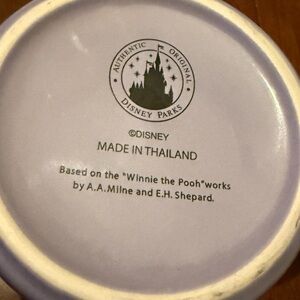 AUTHENTIC • ORIGINAL
DISNEY PARKS
©DISNEY
MADE IN THAILAND
Based on the "Winnie the Pooh"works
by A.A.Milne and E.H. Shepard.